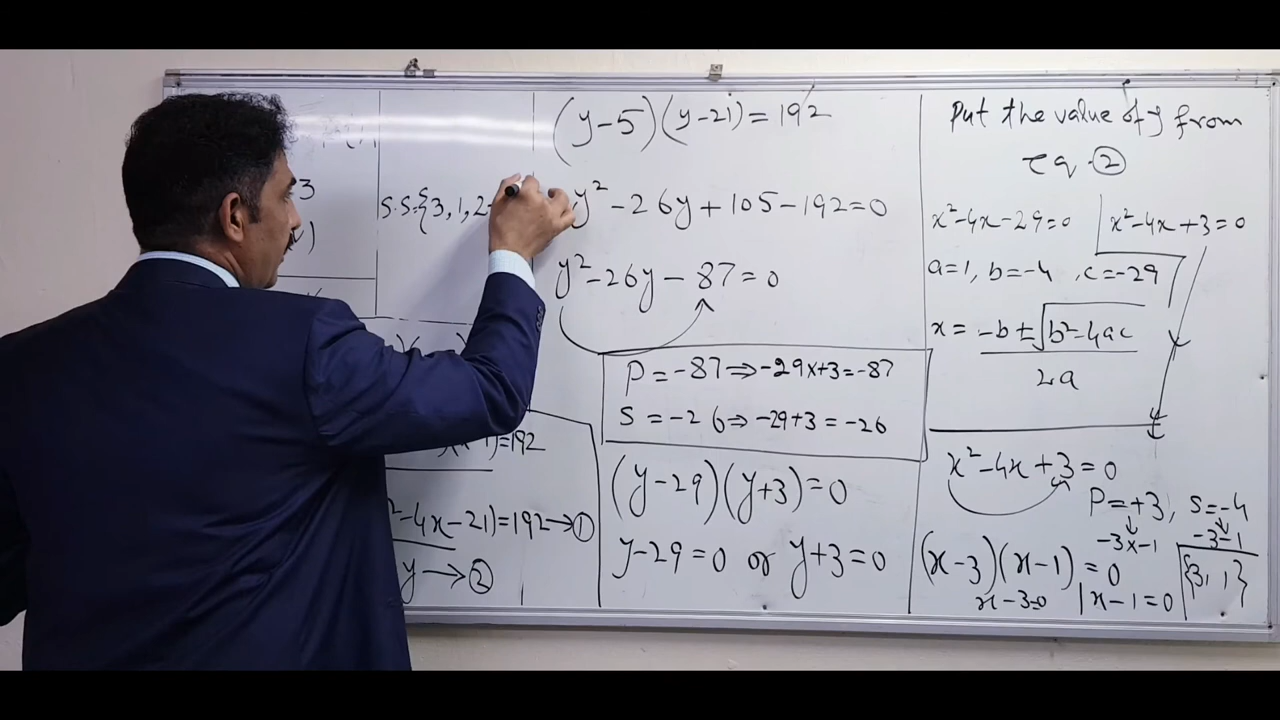 3
S.S{3, 1, 2
)=192
²-4x-21)=192→①
y→②
(y-5)(y-21)=192
y²-26y+105-192=0
y²-26y-87=0
P=-87⇒-29x+3=-87
S=-26⇒-29+3=-26
(y-29)(y+3)=0
y-29=0 or y+3=0
Put the value of y from
eq.②
x²-4x-29=0 | x²-4x+3=0
a=1, b=-4, c=-29
x = -b±√b²-4ac
2a
x²-4x+3=0
P=+3, S=-4
-3x-1 -3-1
(x-3)(x-1)=0
{3, 1}
x-3=0 | x-1=0